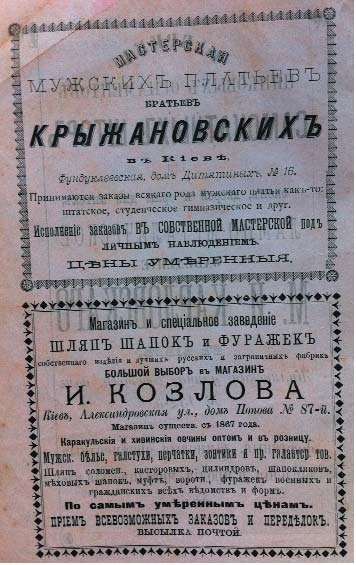 МАСТЕРСКАЯ
МУЖСКИХЪ ПЛАТЬЕВЪ
БРАТЬЕВЪ
КРЫЖАНОВСКИХЪ
въ Кіевѣ,
Фундуклеевская, домъ Цитятиныхъ, № 16.
Принимаются заказы всякаго рода мужскаго платья какъ-то:
штатское, студенческое гимназическое и друг.
Исполненіе заказовъ ВЪ СОБСТВЕННОЙ МАСТЕРСКОЙ подъ
ЛИЧНЫМЪ НАБЛЮДЕНІЕМЪ.
ЦѢНЫ УМѢРЕННЫЯ.
Магазинъ и спеціальное заведеніе
ШЛЯПЪ ШАПОКЪ и ФУРАЖЕКЪ
собственнаго издѣлія и лучшихъ русскихъ и заграничныхъ фабрикъ
БОЛЬШОЙ ВЫБОРЪ въ МАГАЗИНѢ
И. КОЗЛОВА
Кіевъ, Александровская ул., домъ Попова № 87-й.
Магазинъ существ. съ 1867 года.
Каракульскія и хивинскія овчины оптомъ и въ розницу.
Мужск. бѣлье, галстухи, перчатки, зонтики и пр. галантер. тов.
Шляпъ соломен., касторовыхъ, цилиндровъ, шапокляковъ,
мѣховыхъ шапокъ, муфтъ, воротн., фуражекъ военныхъ и
гражданскихъ всѣхъ вѣдомствъ и формъ.
По самымъ умѣреннымъ цѣнамъ.
ПРІЕМЪ ВСЕВОЗМОЖНЫХЪ ЗАКАЗОВЪ И ПЕРЕДѢЛОКЪ.
ВЫСЫЛКА ПОЧТОЙ.